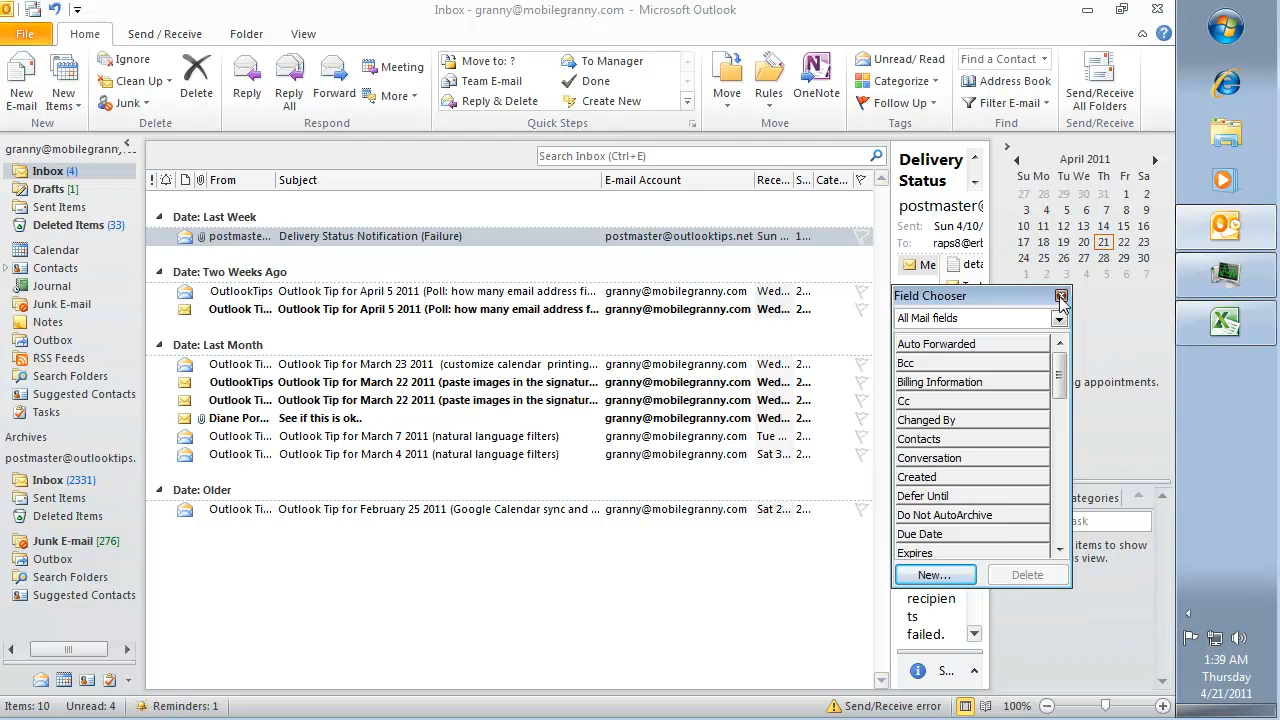 Inbox - granny@mobilegranny.com - Microsoft Outlook
File Home Send / Receive Folder View
New E-mail
New Items
Ignore
Clean Up
Junk
Delete
Reply
Reply All
Forward
Meeting
More
Move to: ?
Team E-mail
Reply & Delete
To Manager
Done
Create New
Move
Rules
OneNote
Unread/ Read
Categorize
Follow Up
Find a Contact
Address Book
Filter E-mail
Send/Receive All Folders
New Delete Respond Quick Steps Move Tags Find Send/Receive
granny@mobilegranny....
Inbox (4)
Drafts [1]
Sent Items
Deleted Items (33)
Calendar
Contacts
Journal
Junk E-mail
Notes
Outbox
RSS Feeds
Search Folders
Suggested Contacts
Tasks
Archives
postmaster@outlooktips.
Inbox (2331)
Sent Items
Deleted Items
Junk E-mail [276]
Outbox
Search Folders
Suggested Contacts
Search Inbox (Ctrl+E)
From Subject E-mail Account Rece... S... Cate...
Date: Last Week
postmaste... Delivery Status Notification (Failure) postmaster@outlooktips.net Sun ... 1...
Date: Two Weeks Ago
OutlookTips Outlook Tip for April 5 2011 (Poll: how many email address fi... granny@mobilegranny.com Wed... 2...
Outlook Ti... Outlook Tip for April 5 2011 (Poll: how many email address f... granny@mobilegranny.com Wed... 2...
Date: Last Month
Outlook Ti... Outlook Tip for March 23 2011 (customize calendar printing... granny@mobilegranny.com Wed... 2...
OutlookTips Outlook Tip for March 22 2011 (paste images in the signatur... granny@mobilegranny.com Wed... 2...
Outlook Ti... Outlook Tip for March 22 2011 (paste images in the signatur... granny@mobilegranny.com Wed... 2...
Diane Por... See if this is ok.. granny@mobilegranny.com Wed... 2...
Outlook Ti... Outlook Tip for March 7 2011 (natural language filters) granny@mobilegranny.com Tue ... 2...
Outlook Ti... Outlook Tip for March 4 2011 (natural language filters) granny@mobilegranny.com Sat 3... 2...
Date: Older
Outlook Ti... Outlook Tip for February 25 2011 (Google Calendar sync and ... granny@mobilegranny.com Sat 2... 2...
Delivery
Status
postmaster@
Sent: Sun 4/10/
To: raps8@erb
Me deta
recipien
ts
failed.
S...
Field Chooser
All Mail fields
Auto Forwarded
Bcc
Billing Information
Cc
Changed By
Contacts
Conversation
Created
Defer Until
Do Not AutoArchive
Due Date
Expires
New... Delete
April 2011
Su Mo Tu We Th Fr Sa
27 28 29 30 31 1 2
3 4 5 6 7 8 9
10 11 12 13 14 15 16
17 18 19 20 21 22 23
24 25 26 27 28 29 30
1 2 3 4 5 6 7
g appointments.
ategories
ask
items to show
s view.
Items: 10 Unread: 4 Reminders: 1 Send/Receive error 100%
1:39 AM
Thursday
4/21/2011